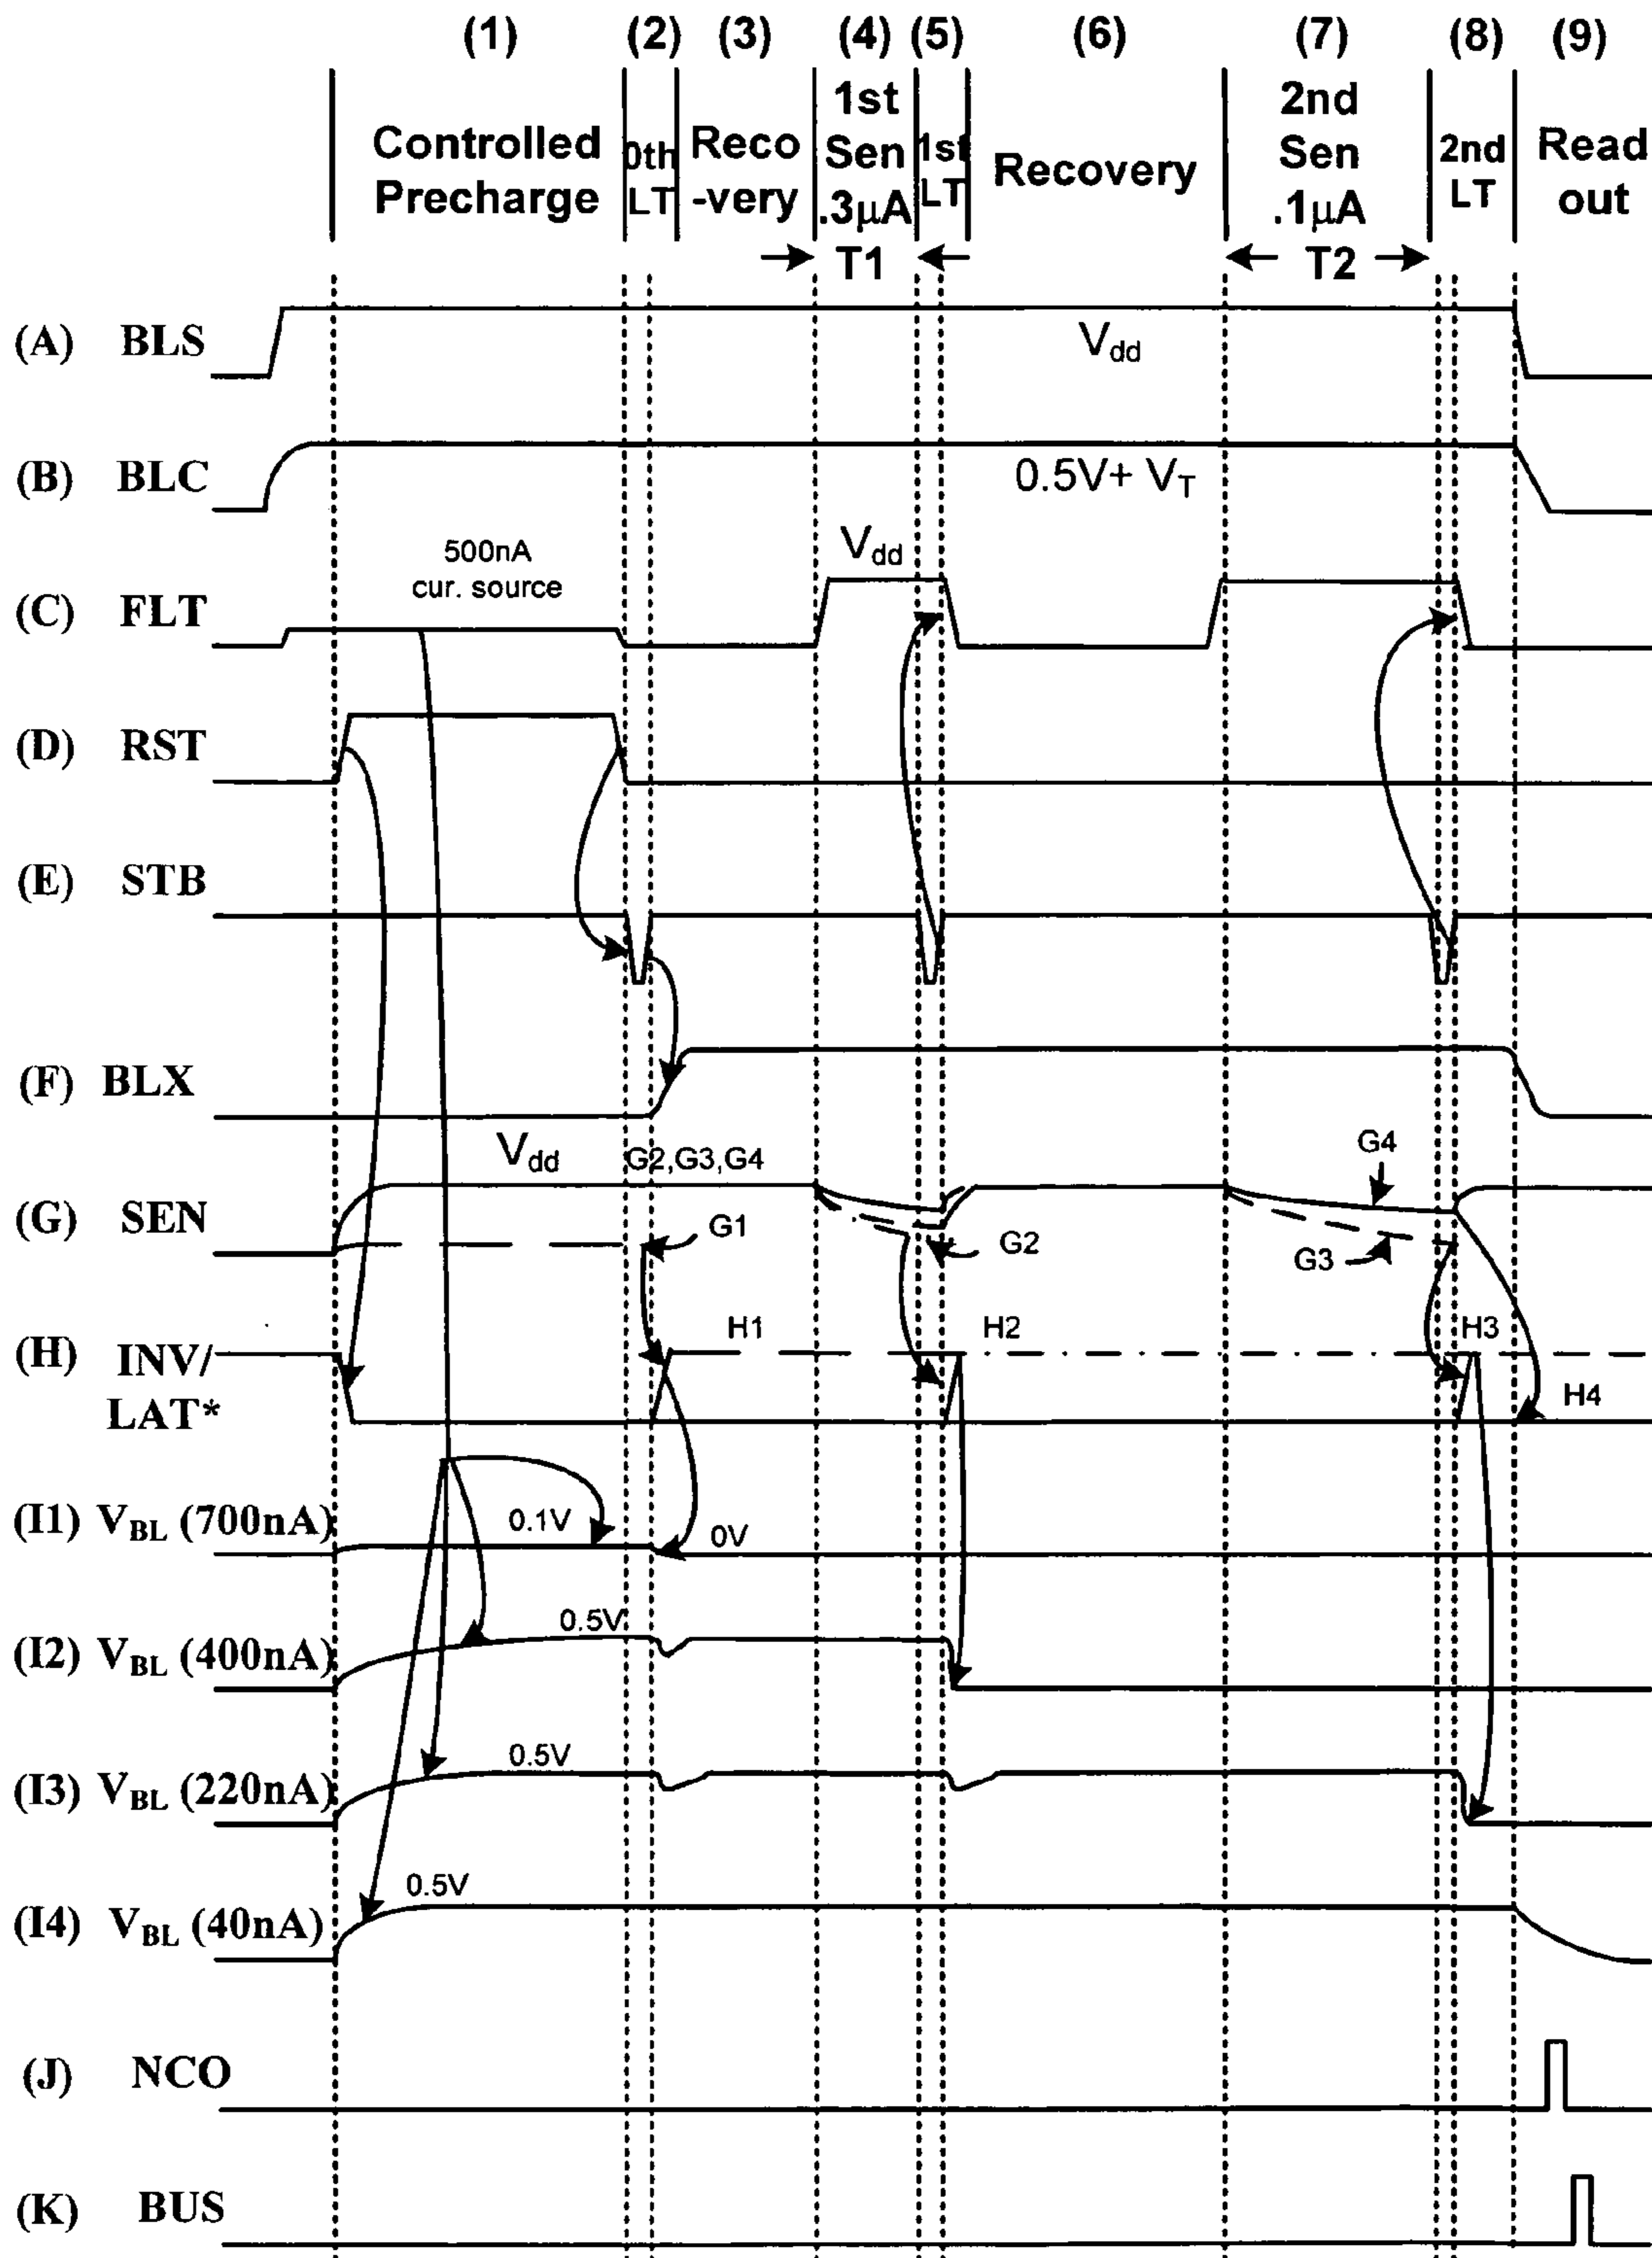 (1) (2) (3) (4) (5) (6) (7) (8) (9)
Controlled
Precharge
0th
LT
Reco
-very
1st
Sen
.3μA
T1
1st
LT
Recovery
2nd
Sen
.1μA
T2
2nd
LT
Read
out
(A) BLS
Vdd
(B) BLC
0.5V+ VT
(C) FLT
500nA
cur. source
Vdd
(D) RST
(E) STB
(F) BLX
(G) SEN
Vdd
G2,G3,G4
G1
G2
G3
G4
(H) INV/
LAT*
H1
H2
H3
H4
(I1) VBL (700nA)
0.1V
0V
(I2) VBL (400nA)
0.5V
(I3) VBL (220nA)
0.5V
(I4) VBL (40nA)
0.5V
(J) NCO
(K) BUS